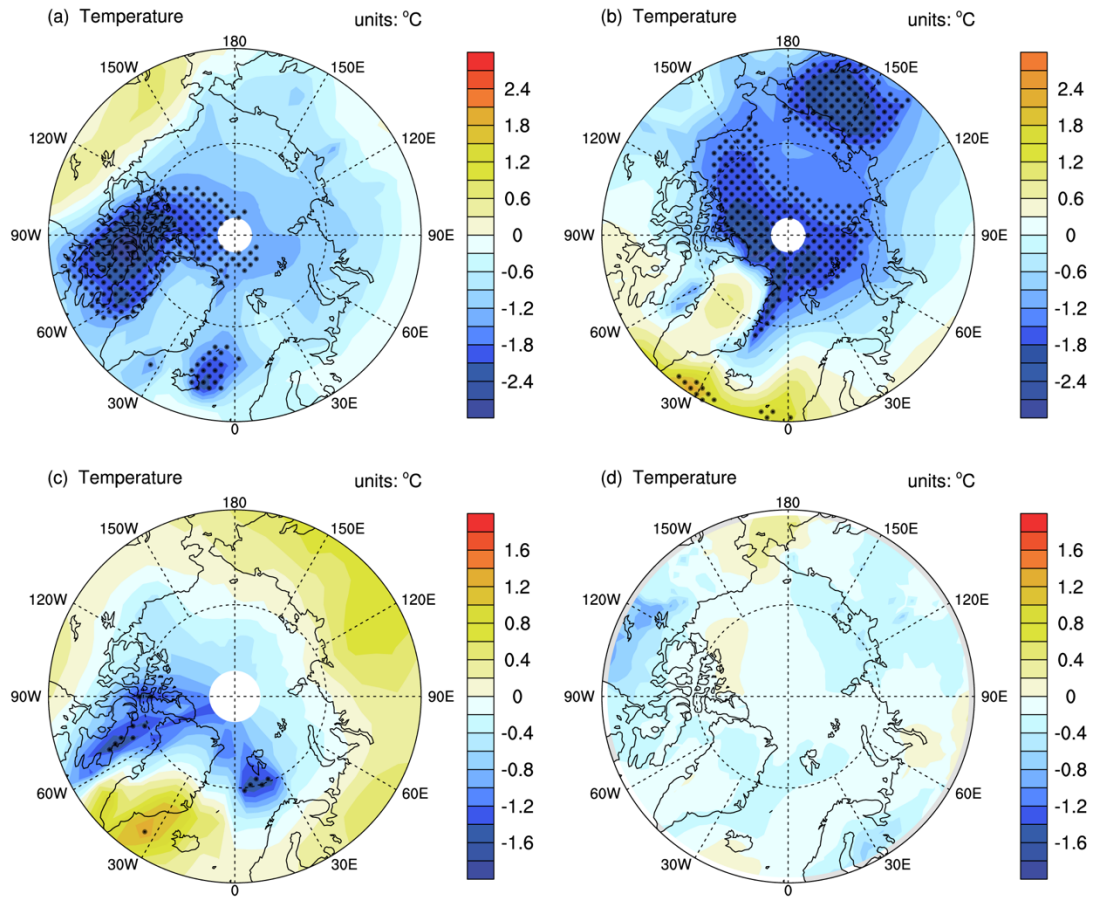 (a) Temperature units: °C
180
150W 150E
120W 120E
90W 90E
60W 60E
30W 30E
0
2.4
1.8
1.2
0.6
0
-0.6
-1.2
-1.8
-2.4
(b) Temperature units: °C
180
150W 150E
120W 120E
90W 90E
60W 60E
30W 30E
0
2.4
1.8
1.2
0.6
0
-0.6
-1.2
-1.8
-2.4
(c) Temperature units: °C
180
150W 150E
120W 120E
90W 90E
60W 60E
30W 30E
0
1.6
1.2
0.8
0.4
0
-0.4
-0.8
-1.2
-1.6
(d) Temperature units: °C
180
150W 150E
120W 120E
90W 90E
60W 60E
30W 30E
0
1.6
1.2
0.8
0.4
0
-0.4
-0.8
-1.2
-1.6